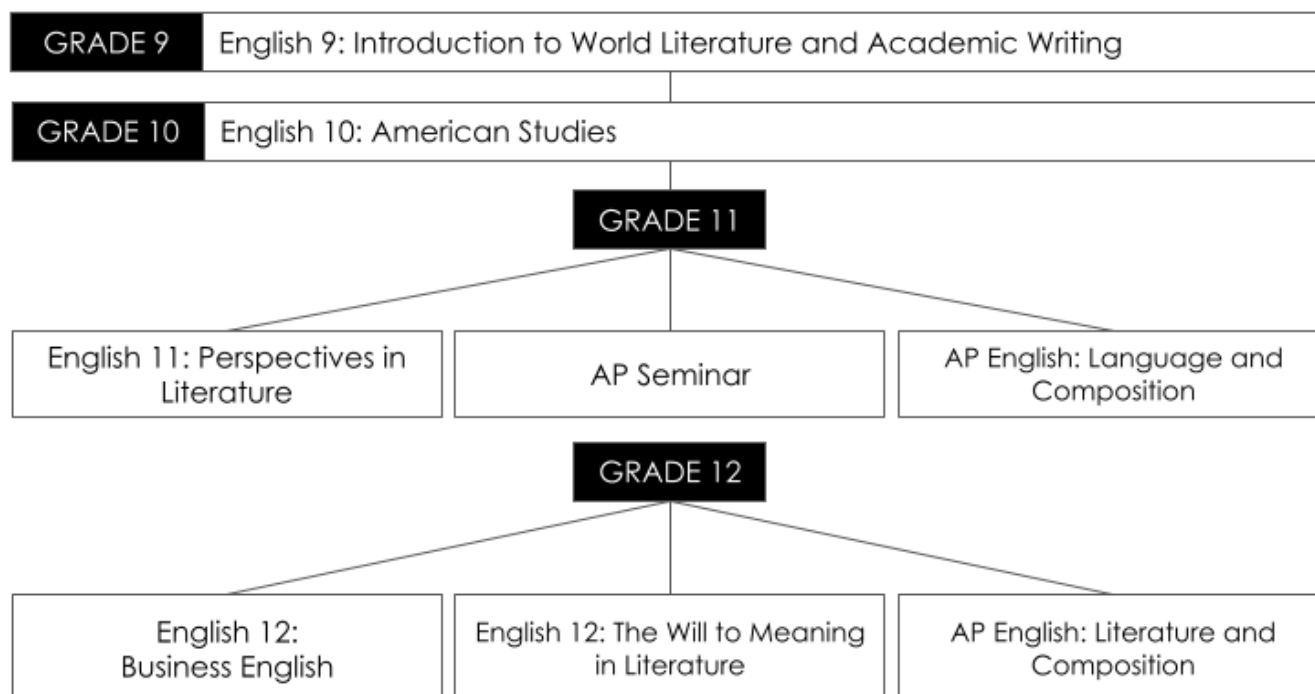 GRADE 9 English 9: Introduction to World Literature and Academic Writing
GRADE 10 English 10: American Studies
GRADE 11
English 11: Perspectives in
Literature
AP Seminar
AP English: Language and
Composition
GRADE 12
English 12:
Business English
English 12: The Will to Meaning
in Literature
AP English: Literature and
Composition